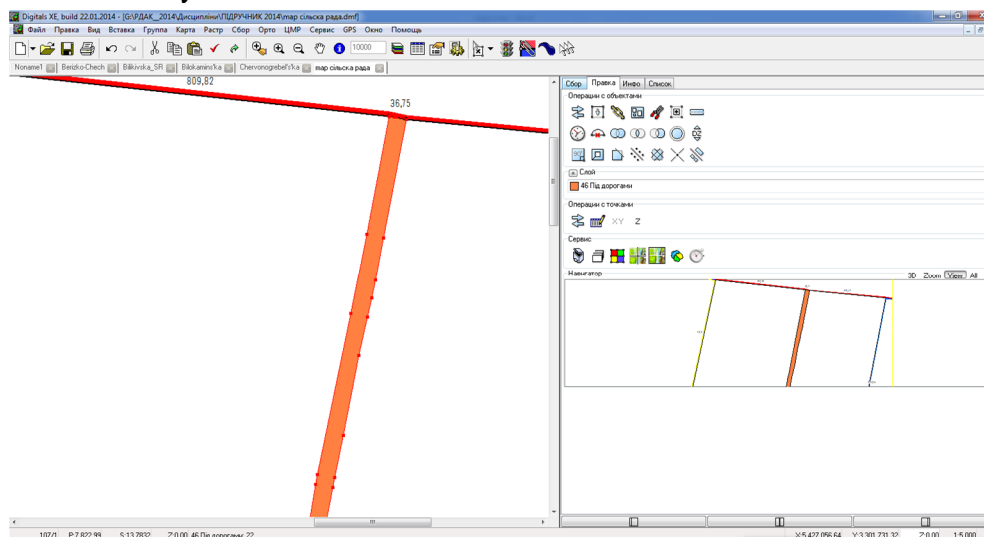 Digitals XE, build 22.01.2014 - [G:\РДАК_2014\Дисципліни\ПІДРУЧНИК 2014\map сільска рада.dmf]
Файл Правка Вид Вставка Группа Карта Растр Сбор Орто ЦМР Сервис GPS Окно Помощь
10000
Noname1 Berizko-Chech Bilikivska_SR Bilokamins'ka Chervonogrebel's'ka map сільска рада
809,82
36,75
Сбор Правка Инфо Список
Операции с объектами
Слой
46 Під дорогами
Операции с точками
XY Z
Сервис
Навигатор
3D Zoom View All
107/1 P:7 822,99 S:13,7832 Z:0,00 46 Під дорогами: 22
X:5 427 056,64 Y:3 301 731,32 Z:0,00 1:5 000